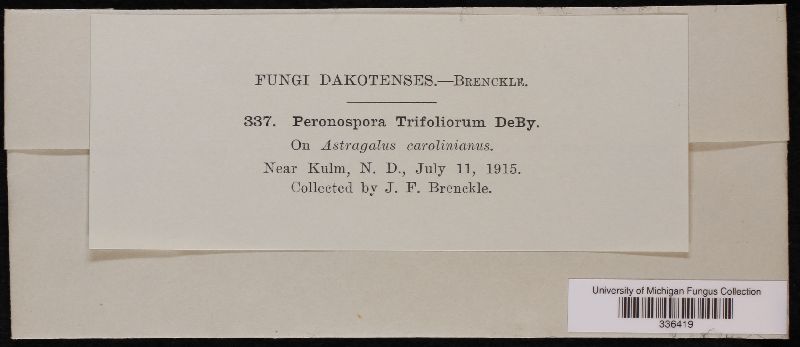 FUNGI DAKOTENSES.—BRENCKLE.
337. Peronospora Trifoliorum DeBy.
On Astragalus carolinianus.
Near Kulm, N. D., July 11, 1915.
Collected by J. F. Brenckle.
University of Michigan Fungus Collection
336419